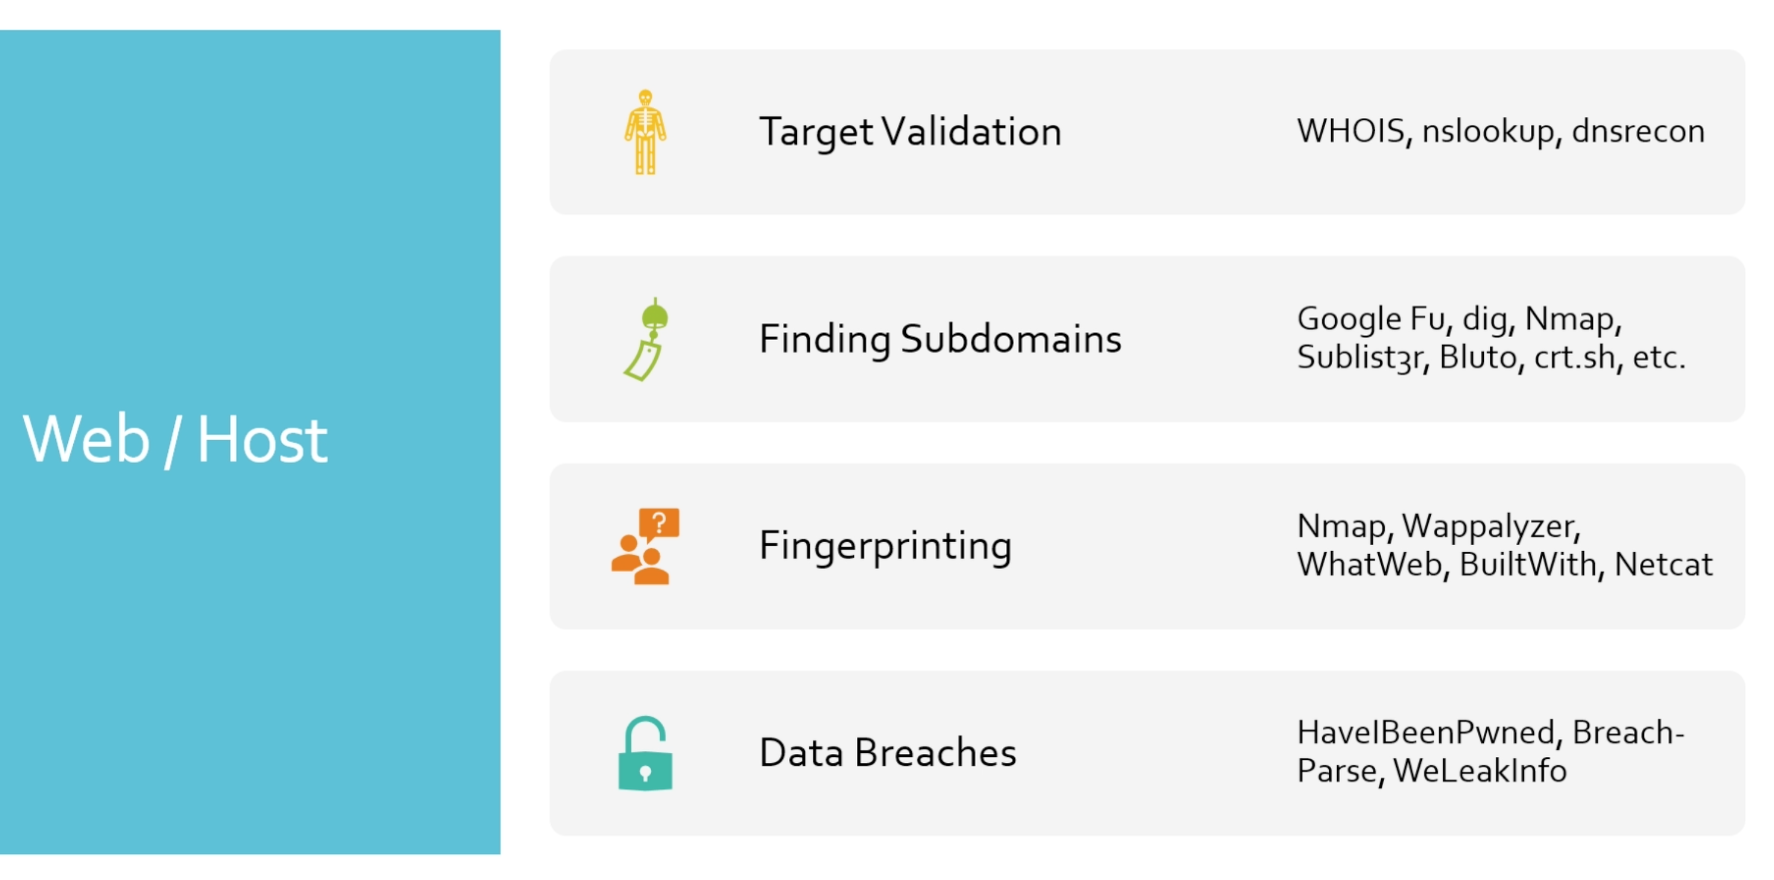 Web / Host
Target Validation
WHOIS, nslookup, dnsrecon
Finding Subdomains
Google Fu, dig, Nmap,
Sublist3r, Bluto, crt.sh, etc.
?
Fingerprinting
Nmap, Wappalyzer,
WhatWeb, BuiltWith, Netcat
Data Breaches
HaveIBeenPwned, Breach-
Parse, WeLeakInfo